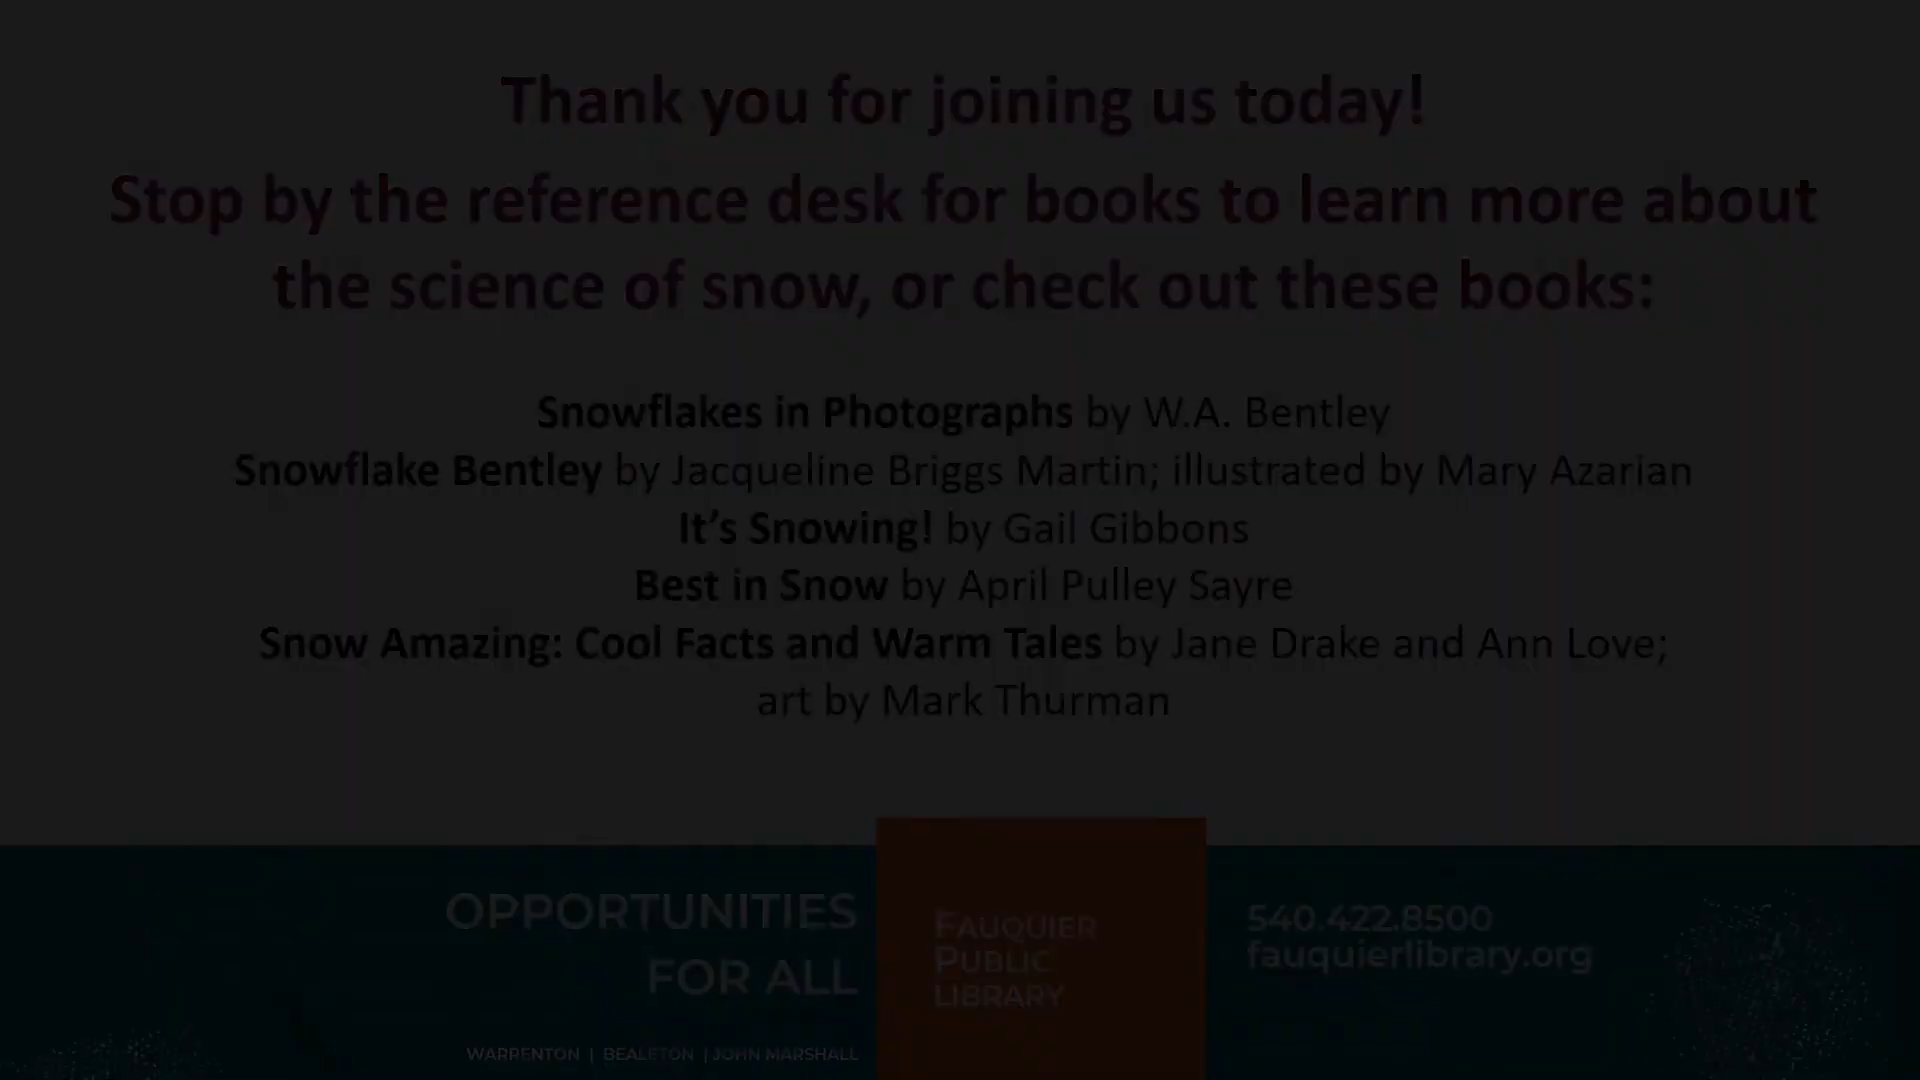 Thank you for joining us today!
Stop by the reference desk for books to learn more about
the science of snow, or check out these books:
Snowflakes in Photographs by W.A. Bentley
Snowflake Bentley by Jacqueline Briggs Martin; illustrated by Mary Azarian
It’s Snowing! by Gail Gibbons
Best in Snow by April Pulley Sayre
Snow Amazing: Cool Facts and Warm Tales by Jane Drake and Ann Love;
art by Mark Thurman
OPPORTUNITIES
FOR ALL
WARRENTON | BEALETON | JOHN MARSHALL
FAUQUIER
PUBLIC
LIBRARY
540.422.8500
fauquierlibrary.org